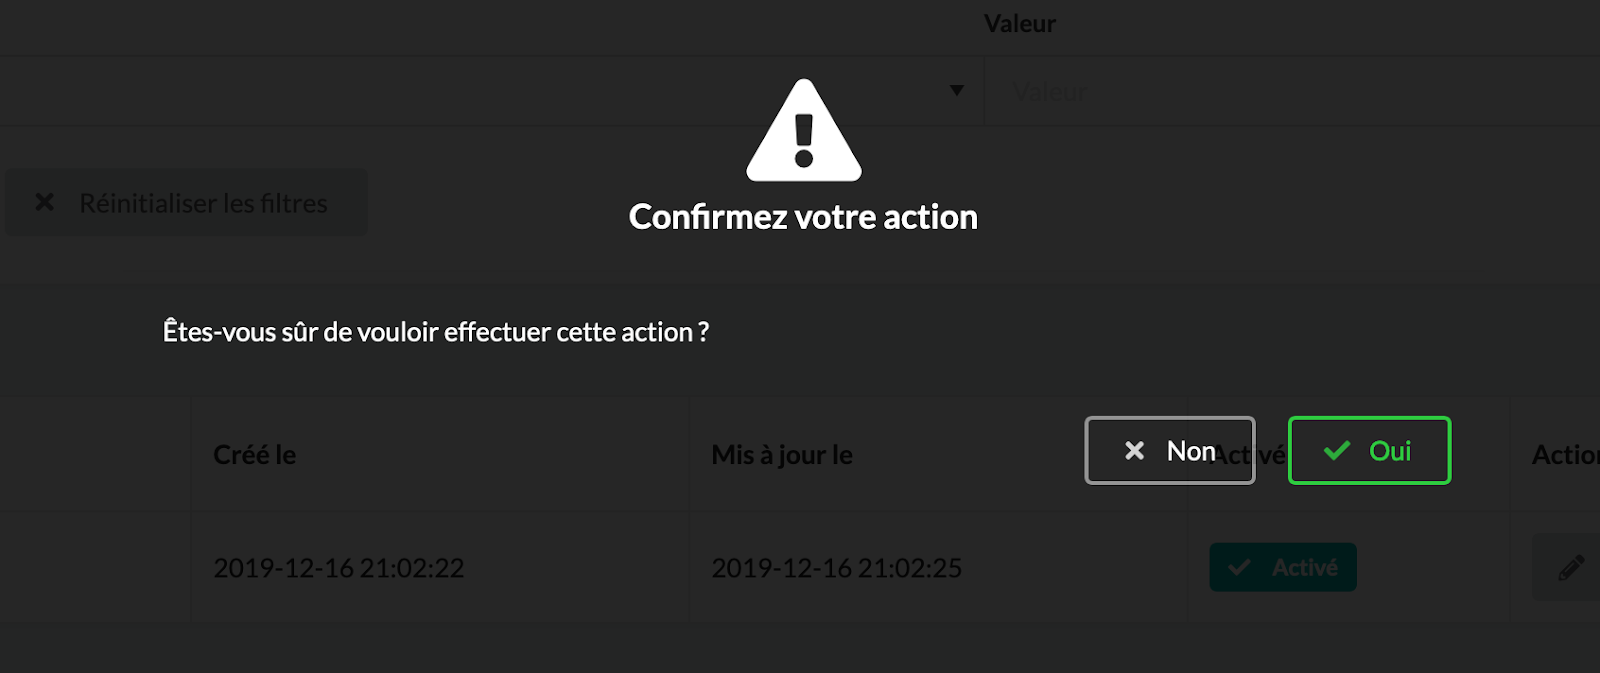 Valeur
Valeur
Réinitialiser les filtres
Confirmez votre action
Êtes-vous sûr de vouloir effectuer cette action ?
Non
Oui
Créé le
Mis à jour le
Activé
Action
2019-12-16 21:02:22
2019-12-16 21:02:25
Activé